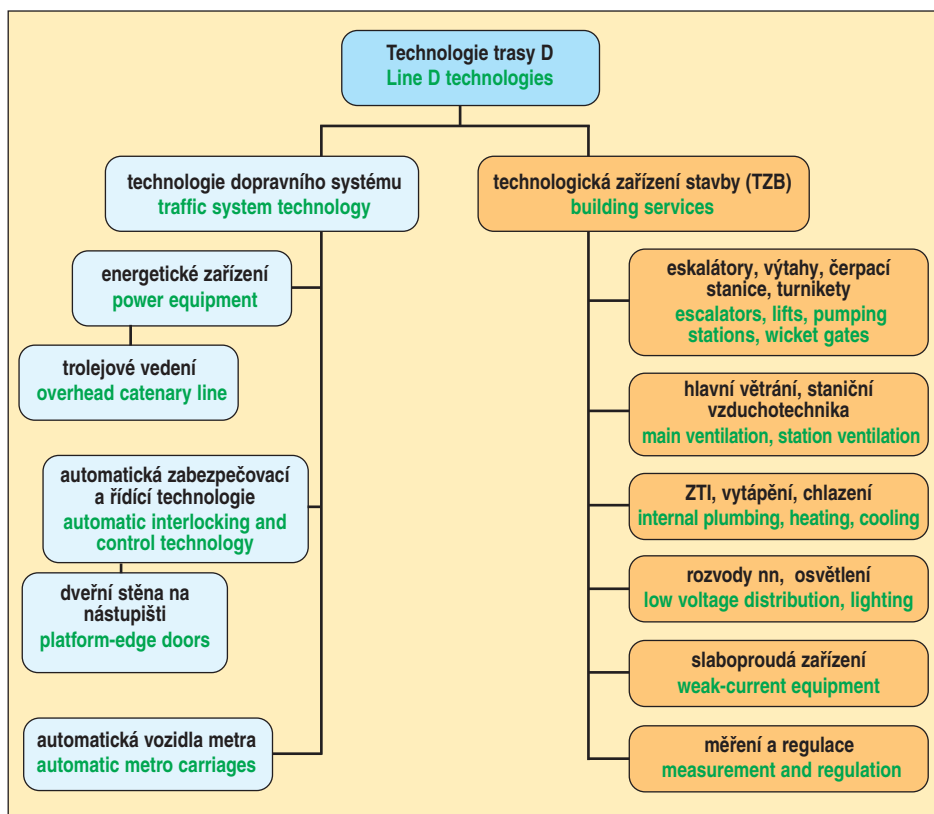 Technologie trasy D
Line D technologies
technologie dopravního systému
traffic system technology
energetické zařízení
power equipment
trolejové vedení
overhead catenary line
automatická zabezpečovací
a řídící technologie
automatic interlocking and
control technology
dveřní stěna na
nástupišti
platform-edge doors
automatická vozidla metra
automatic metro carriages
technologická zařízení stavby (TZB)
building services
eskalátory, výtahy, čerpací
stanice, turnikety
escalators, lifts, pumping
stations, wicket gates
hlavní větrání, staniční
vzduchotechnika
main ventilation, station ventilation
ZTI, vytápění, chlazení
internal plumbing, heating, cooling
rozvody nn, osvětlení
low voltage distribution, lighting
slaboproudá zařízení
weak-current equipment
měření a regulace
measurement and regulation